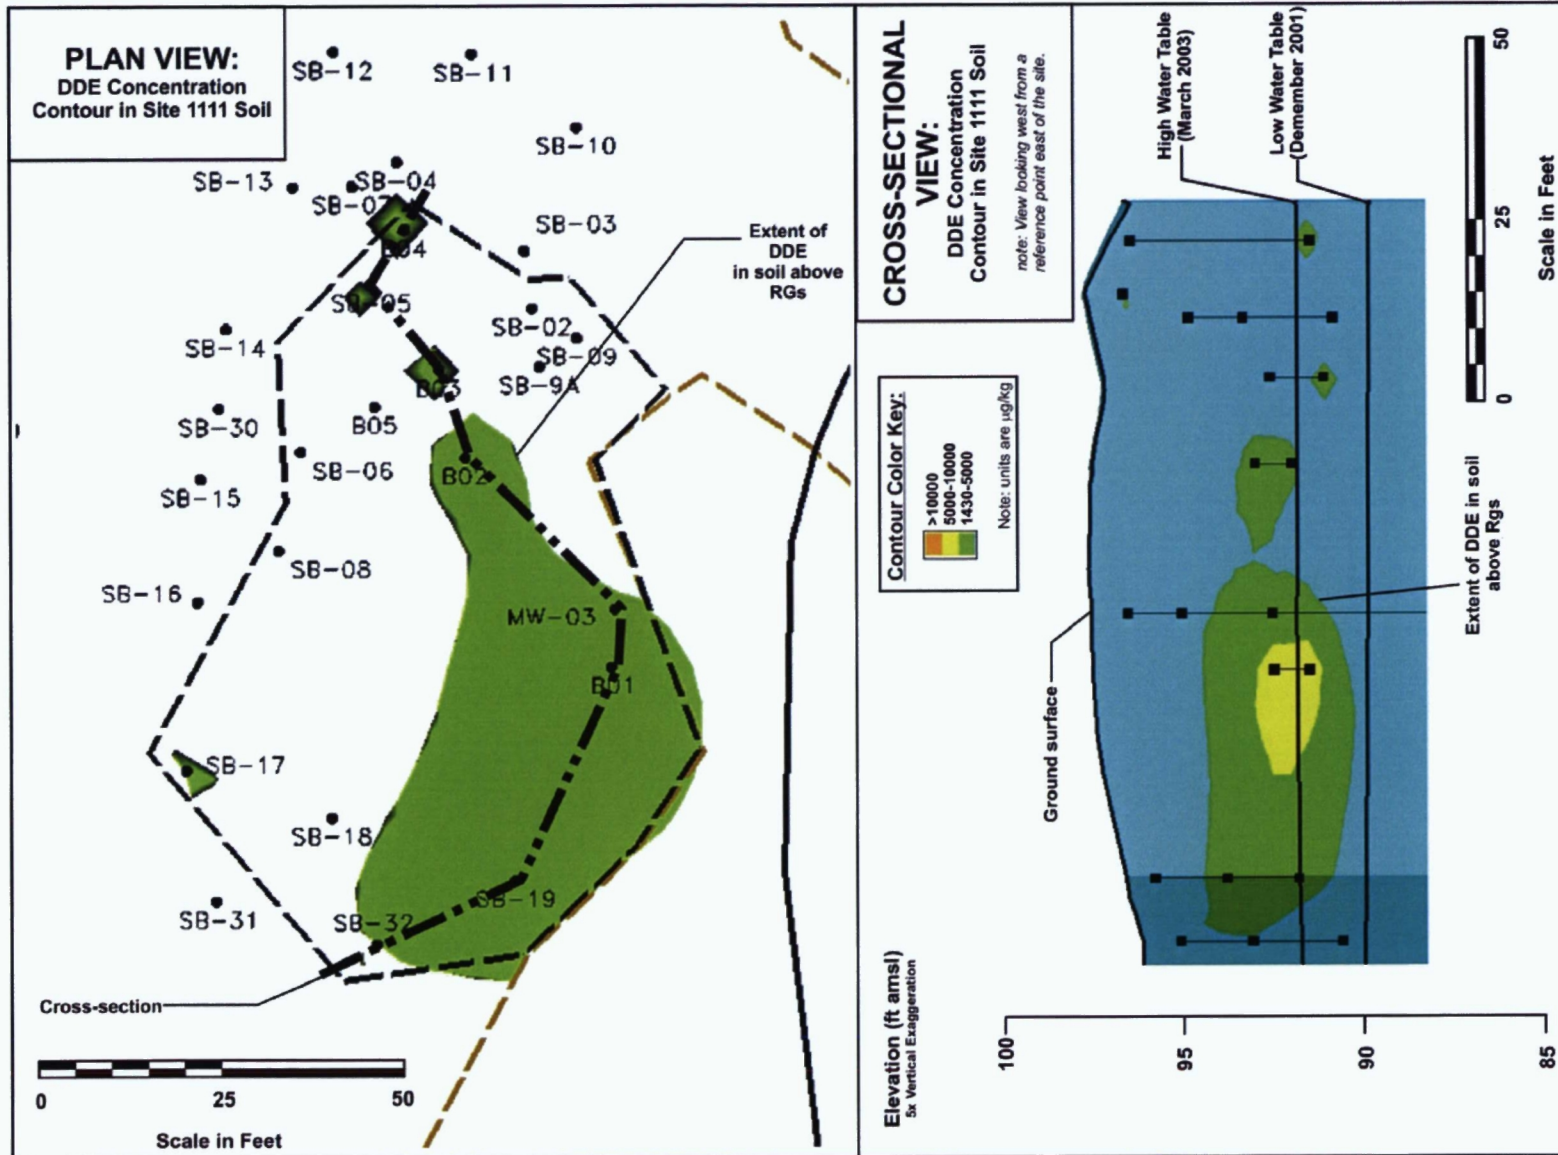 PLAN VIEW:
DDE Concentration
Contour in Site 1111 Soil
SB-12
SB-11
SB-10
SB-13
SB-04
SB-07
B04
SB-03
Extent of
DDE
in soil above
RGs
SB-05
SB-02
SB-14
SB-09
SB-9A
B03
SB-30
B05
SB-06
B02
SB-15
SB-08
SB-16
MW-03
B01
SB-17
SB-18
SB-19
SB-31
SB-32
Cross-section
0
25
50
Scale in Feet
CROSS-SECTIONAL
VIEW:
DDE Concentration
Contour in Site 1111 Soil
note: View looking west from a
reference point east of the site.
High Water Table
(March 2003)
Low Water Table
(Demember 2001)
50
25
0
Scale in Feet
Contour Color Key:
>10000
5000-10000
1430-5000
Note: units are µg/kg
Ground surface
Extent of DDE in soil
above Rgs
Elevation (ft amsl)
5x Vertical Exaggeration
100
95
90
85